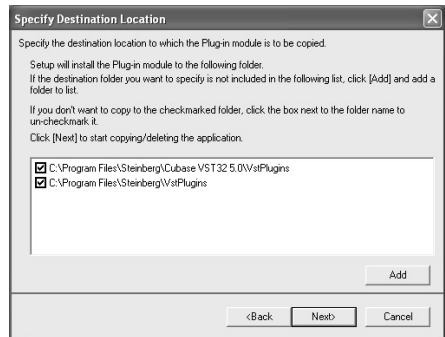 Specify Destination Location
Specify the destination location to which the Plug-in module is to be copied.
Setup will install the Plug-in module to the following folder.
If the destination folder you want to specify is not included in the following list, click [Add] and add a
folder to list.
If you don't want to copy to the checkmarked folder, click the box next to the folder name to
un-checkmark it.
Click [Next] to start copying/deleting the application.
C:\Program Files\Steinberg\Cubase VST32 5.0\VstPlugins
C:\Program Files\Steinberg\VstPlugins
Add
<Back Next> Cancel